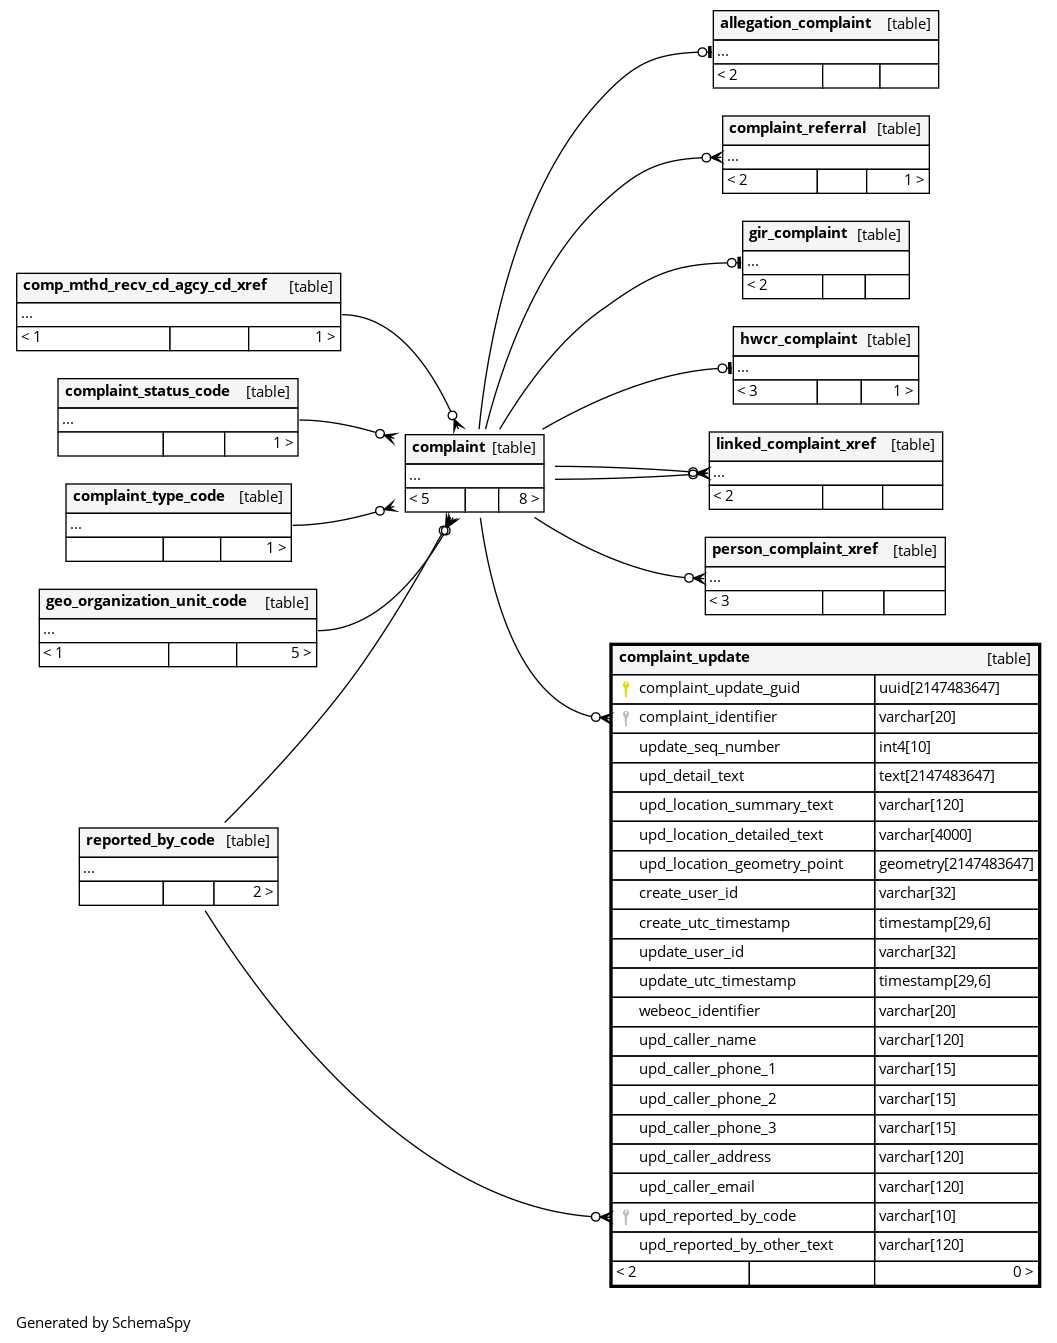 allegation_complaint [table]
...
< 2
complaint_referral [table]
...
< 2 1 >
gir_complaint [table]
...
< 2
comp_mthd_recv_cd_agcy_cd_xref [table]
...
< 1 1 >
hwcr_complaint [table]
...
< 3 1 >
complaint_status_code [table]
...
1 >
complaint [table]
...
< 5 8 >
linked_complaint_xref [table]
...
< 2
complaint_type_code [table]
...
1 >
person_complaint_xref [table]
...
< 3
geo_organization_unit_code [table]
...
< 1 5 >
reported_by_code [table]
...
2 >
complaint_update [table]
complaint_update_guid uuid[2147483647]
complaint_identifier varchar[20]
update_seq_number int4[10]
upd_detail_text text[2147483647]
upd_location_summary_text varchar[120]
upd_location_detailed_text varchar[4000]
upd_location_geometry_point geometry[2147483647]
create_user_id varchar[32]
create_utc_timestamp timestamp[29,6]
update_user_id varchar[32]
update_utc_timestamp timestamp[29,6]
webeoc_identifier varchar[20]
upd_caller_name varchar[120]
upd_caller_phone_1 varchar[15]
upd_caller_phone_2 varchar[15]
upd_caller_phone_3 varchar[15]
upd_caller_address varchar[120]
upd_caller_email varchar[120]
upd_reported_by_code varchar[10]
upd_reported_by_other_text varchar[120]
< 2 0 >
Generated by SchemaSpy